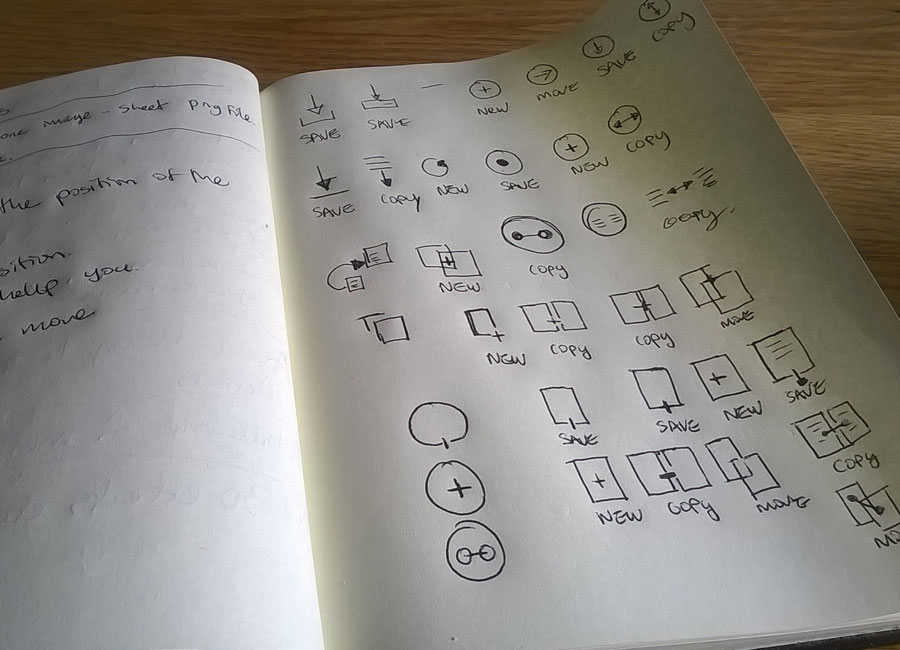 one image - sheet png file.
the position of the
position.
help you.
move
SAVE SAVE NEW MOVE SAVE COPY
SAVE COPY NEW SAVE NEW COPY
NEW COPY COPY
NEW COPY COPY MOVE
SAVE SAVE NEW SAVE
NEW COPY MOVE COPY
MO